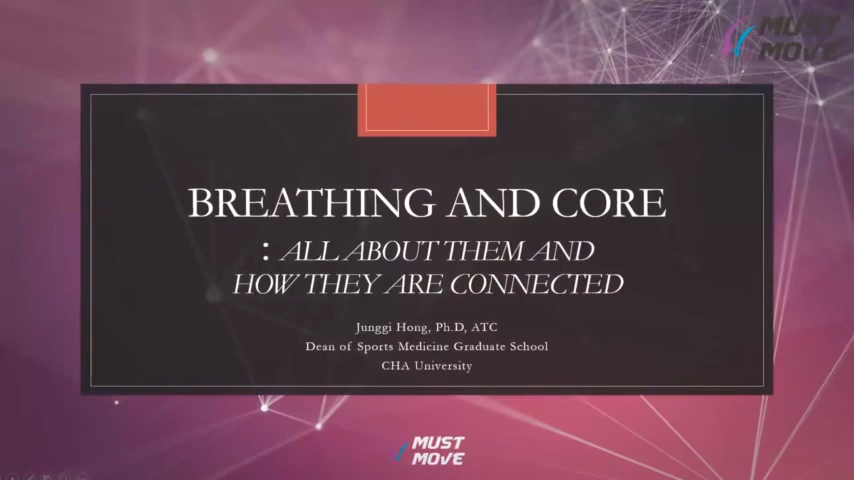 MUST
MOVE
BREATHING AND CORE
: ALL ABOUT THEM AND
HOW THEY ARE CONNECTED
Junggi Hong, Ph.D, ATC
Dean of Sports Medicine Graduate School
CHA University
MUST
MOVE